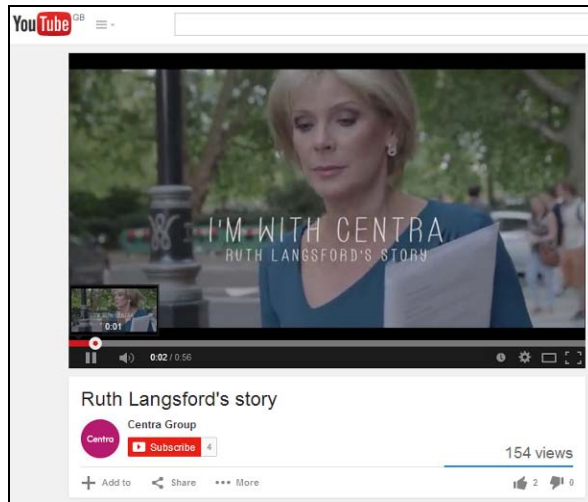 YouTube GB
I'M WITH CENTRA
RUTH LANGSFORD'S STORY
0:01
0:02 / 0:56
Ruth Langsford's story
Centra
Centra Group
Subscribe 4
154 views
Add to Share More
2 0